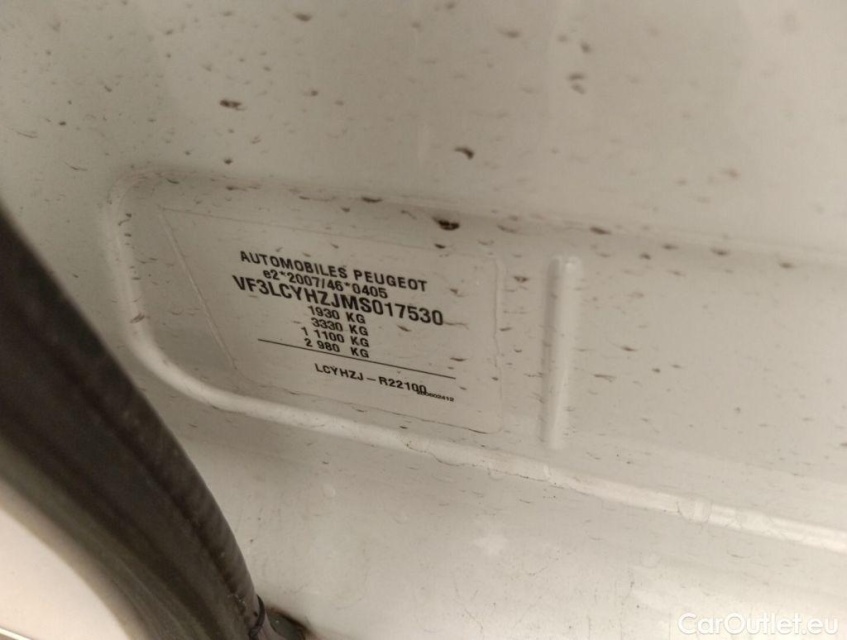 AUTOMOBILES PEUGEOT
e2*2007/46*0405
VF3LCYHZJMS017530
1930 KG
3330 KG
1 1100 KG
2 980 KG
LCYHZJ – R22100
CarOutlet.eu